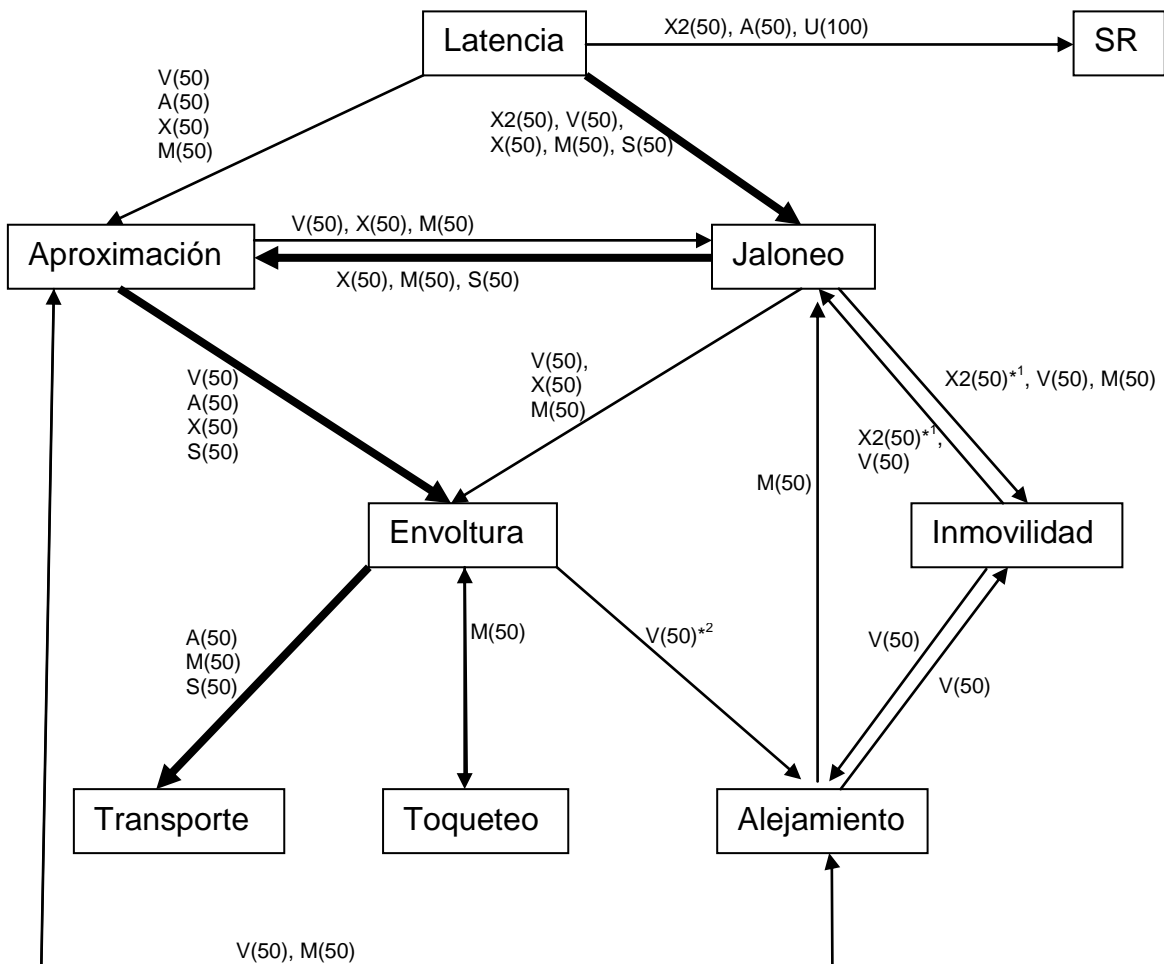 Latencia
X2(50), A(50), U(100)
SR
V(50)
A(50)
X(50)
M(50)
X2(50), V(50),
X(50), M(50), S(50)
Aproximación
V(50), X(50), M(50)
Jaloneo
X(50), M(50), S(50)
V(50)
A(50)
X(50)
S(50)
V(50),
X(50)
M(50)
X2(50)*1, V(50), M(50)
X2(50)*1,
V(50)
M(50)
Envoltura
Inmovilidad
A(50)
M(50)
S(50)
M(50)
V(50)*2
V(50)
V(50)
Transporte
Toqueteo
Alejamiento
V(50), M(50)